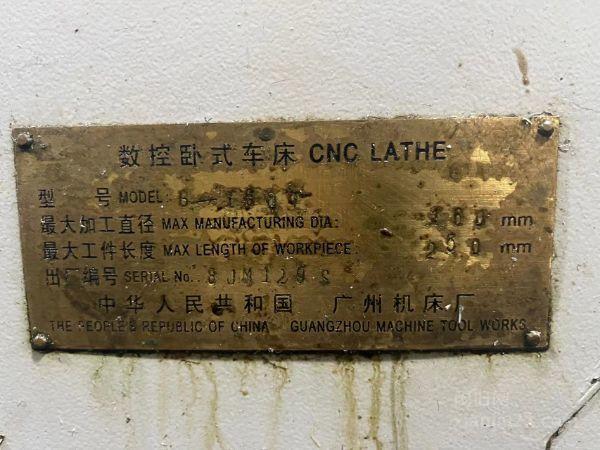 数控卧式车床 CNC LATHE
型 号 MODEL:
最大加工直径 MAX MANUFACTURING DIA: 360 mm
最大工件长度 MAX LENGTH OF WORKPIECE: 250 mm
出厂编号 SERIAL No.:
中华人民共和国 广州机床厂
THE PEOPLE'S REPUBLIC OF CHINA GUANGZHOU MACHINE TOOL WORKS